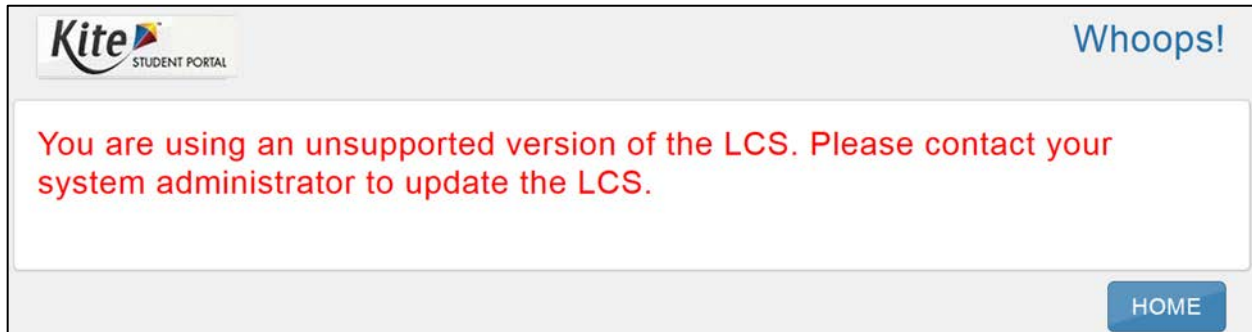 Kite
STUDENT PORTAL
Whoops!
You are using an unsupported version of the LCS. Please contact your
system administrator to update the LCS.
HOME